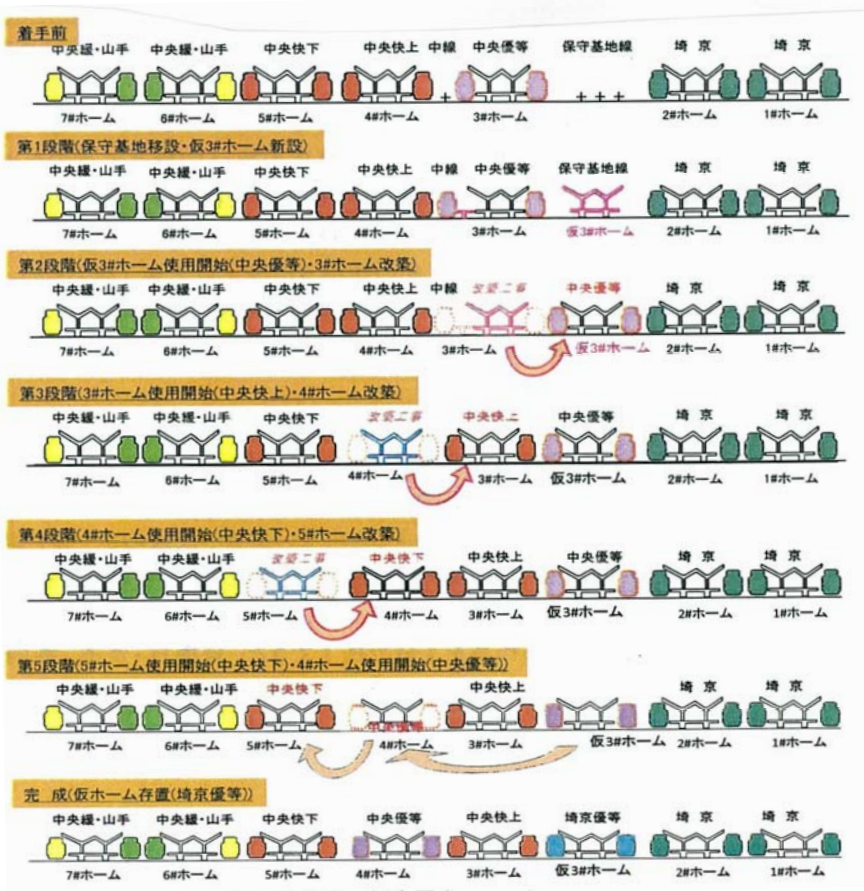 着手前
中央緩・山手 中央緩・山手 中央快下 中央快上 中線 中央優等 保守基地線 埼 京 埼 京
7#ホーム 6#ホーム 5#ホーム 4#ホーム 3#ホーム 2#ホーム 1#ホーム
第1段階(保守基地移設・仮3#ホーム新設)
中央緩・山手 中央緩・山手 中央快下 中央快上 中線 中央優等 保守基地線 埼 京 埼 京
7#ホーム 6#ホーム 5#ホーム 4#ホーム 3#ホーム 仮3#ホーム 2#ホーム 1#ホーム
第2段階(仮3#ホーム使用開始(中央優等)・3#ホーム改築)
中央緩・山手 中央緩・山手 中央快下 中央快上 中線 改築工事 中央優等 埼 京 埼 京
7#ホーム 6#ホーム 5#ホーム 4#ホーム 3#ホーム 仮3#ホーム 2#ホーム 1#ホーム
第3段階(3#ホーム使用開始(中央快上)・4#ホーム改築)
中央緩・山手 中央緩・山手 中央快下 改築工事 中央快上 中央優等 埼 京 埼 京
7#ホーム 6#ホーム 5#ホーム 4#ホーム 3#ホーム 仮3#ホーム 2#ホーム 1#ホーム
第4段階(4#ホーム使用開始(中央快下)・5#ホーム改築)
中央緩・山手 中央緩・山手 改築工事 中央快下 中央快上 中央優等 埼 京 埼 京
7#ホーム 6#ホーム 5#ホーム 4#ホーム 3#ホーム 仮3#ホーム 2#ホーム 1#ホーム
第5段階(5#ホーム使用開始(中央快下)・4#ホーム使用開始(中央優等))
中央緩・山手 中央緩・山手 中央快下 中央快上 埼 京 埼 京
中央優等
7#ホーム 6#ホーム 5#ホーム 4#ホーム 3#ホーム 仮3#ホーム 2#ホーム 1#ホーム
完 成(仮ホーム存置(埼京優等))
中央緩・山手 中央緩・山手 中央快下 中央優等 中央快上 埼京優等 埼 京 埼 京
7#ホーム 6#ホーム 5#ホーム 4#ホーム 3#ホーム 仮3#ホーム 2#ホーム 1#ホーム